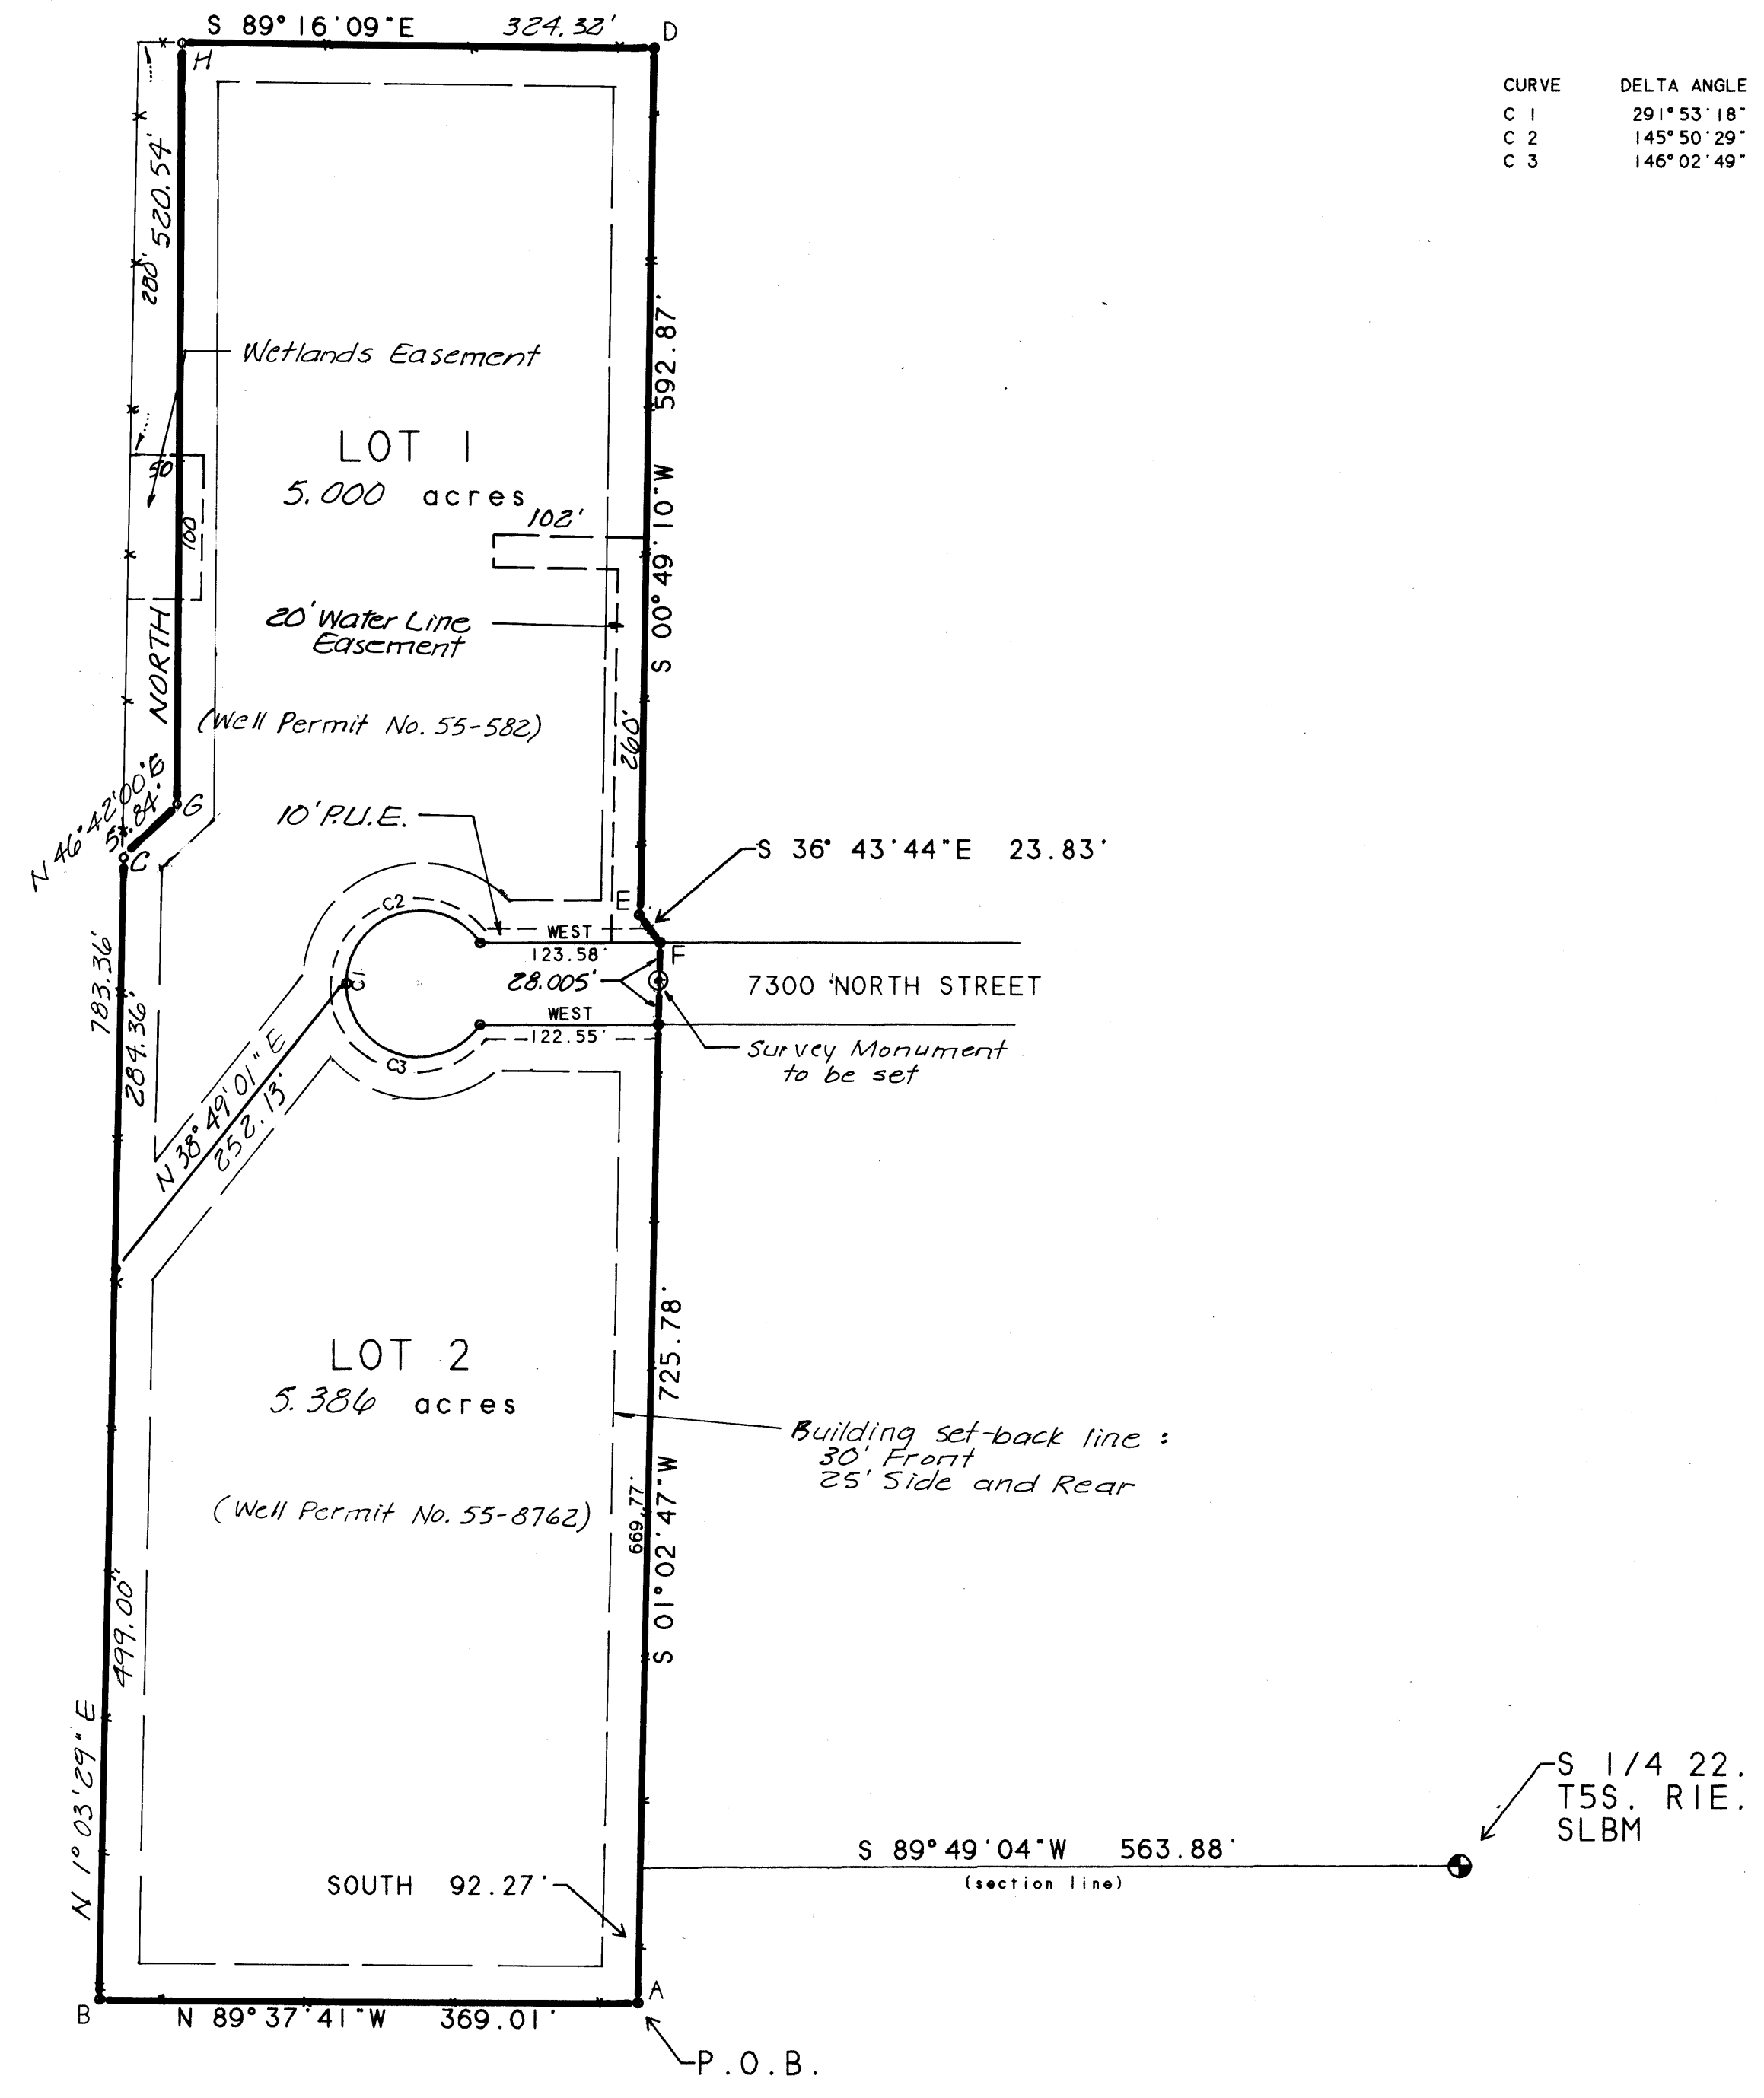 S 89° 16' 09"E 324.32' D
H
CURVE DELTA ANGLE
C 1 291° 53' 18"
C 2 145° 50' 29"
C 3 146° 02' 49"
280' 520.54'
592.87'
Wetlands Easement
LOT 1
5.000 acres
50'
100'
102'
S 00° 49' 10"W
20' Water Line
Easement
NORTH
(Well Permit No. 55-582)
260'
N 46° 42' 00" E
G
C
10' P.U.E.
S 36° 43' 44"E 23.83'
E
C2
WEST
123.58'
F
C1
28.005'
7300 NORTH STREET
WEST
122.55'
C3
Survey Monument
to be set
783.36'
284.36'
N 38° 49' 01" E
252.13'
725.78'
LOT 2
5.386 acres
Building set-back line :
30' Front
25' Side and Rear
669.77'
S 01° 02' 47"W
(Well Permit No. 55-8762)
499.00"
N 1° 03' 29" E
S 1/4 22.
T5S. R1E.
SLBM
S 89° 49' 04"W 563.88'
(section line)
SOUTH 92.27'
A
B
N 89° 37' 41"W 369.01'
P.O.B.